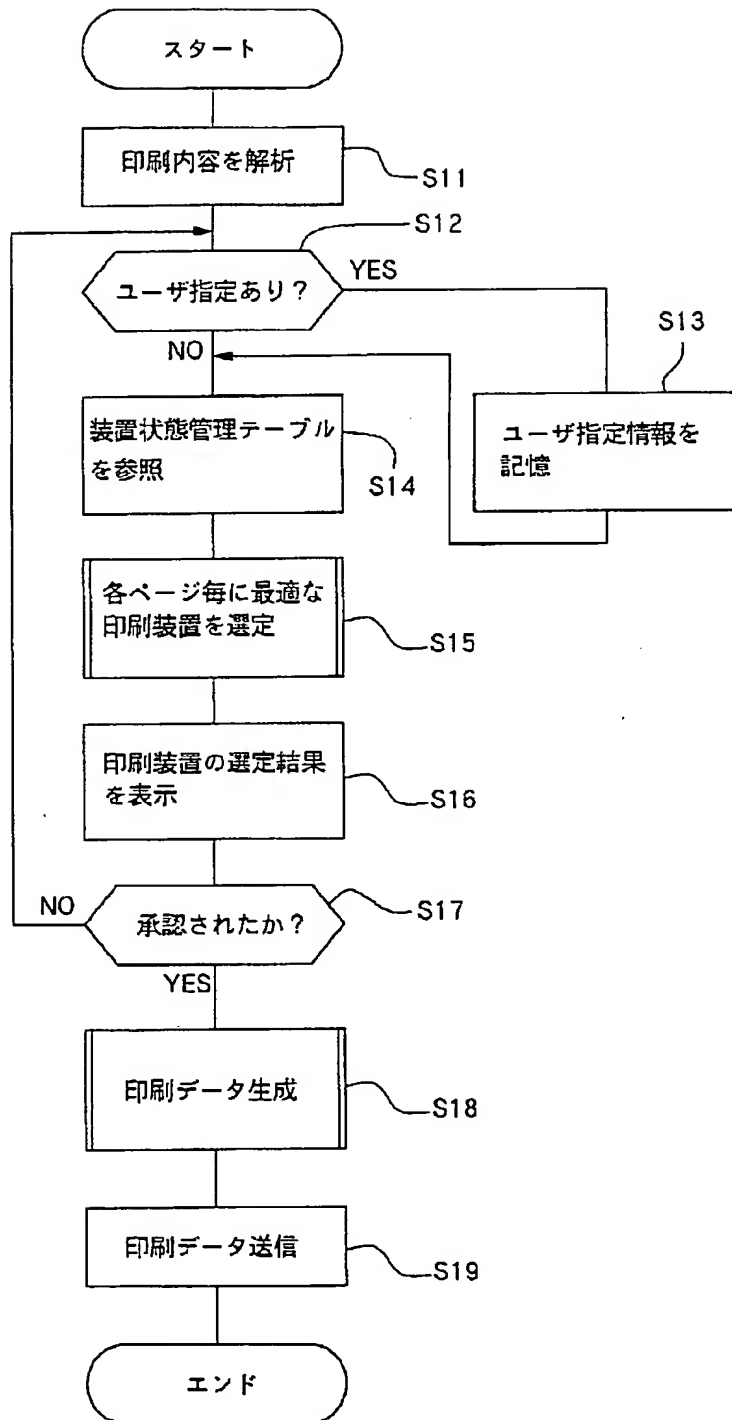 スタート
印刷内容を解析
S11
S12
ユーザ指定あり？
YES
NO
S13
ユーザ指定情報を
記憶
装置状態管理テーブル
を参照
S14
各ページ毎に最適な
印刷装置を選定
S15
印刷装置の選定結果
を表示
S16
NO
承認されたか？
S17
YES
印刷データ生成
S18
印刷データ送信
S19
エンド